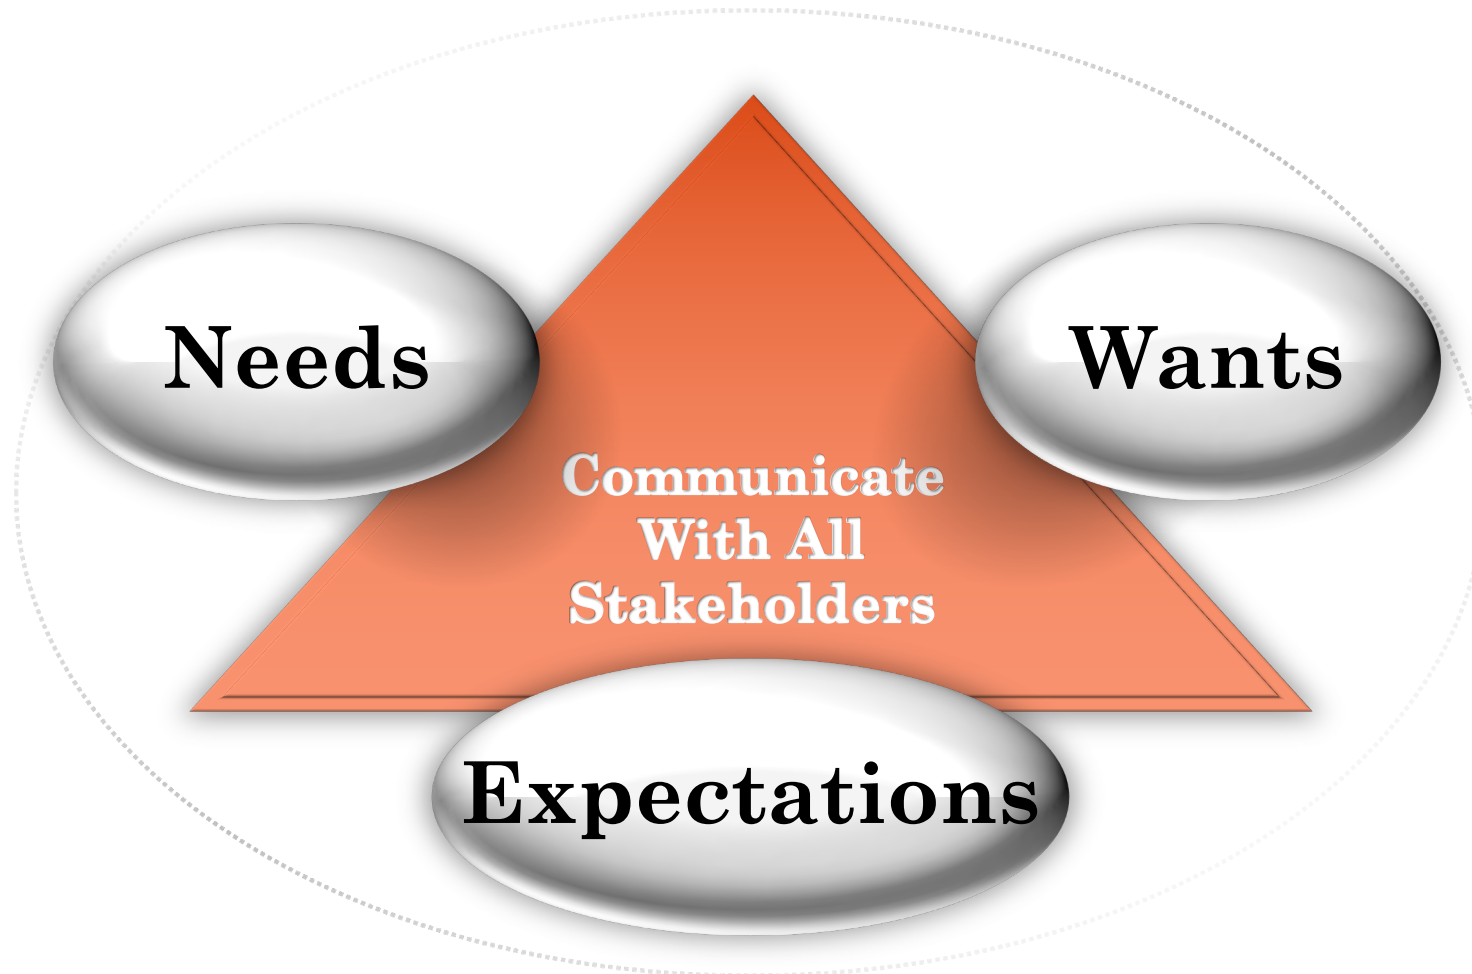 Needs
Wants
Communicate
With All
Stakeholders
Expectations